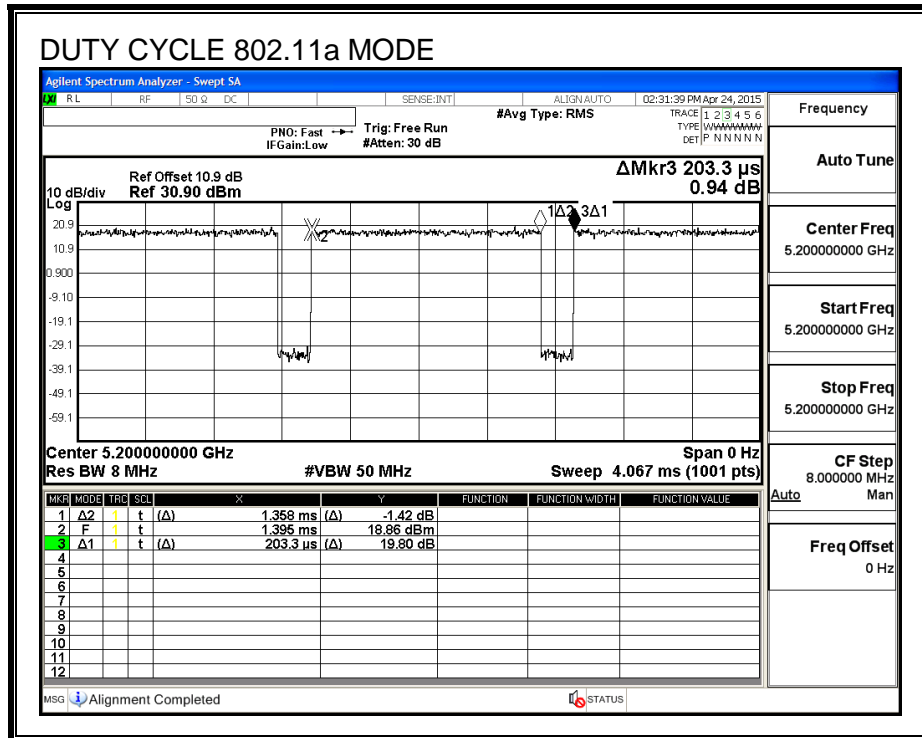 DUTY CYCLE 802.11a MODE
Agilent Spectrum Analyzer - Swept SA
LXI RL RF 50 Ω DC SENSE:INT ALIGNAUTO 02:31:39 PM Apr 24, 2015
#Avg Type: RMS TRACE 1 2 3 4 5 6
PNO: Fast Trig: Free Run TYPE WWWWWW
IFGain:Low #Atten: 30 dB DET P N N N N N
ΔMkr3 203.3 µs
0.94 dB
Ref Offset 10.9 dB
10 dB/div Ref 30.90 dBm
Log
1Δ2 3Δ1
20.9
2
10.9
0.900
-9.10
-19.1
-29.1
-39.1
-49.1
-59.1
Center 5.200000000 GHz Span 0 Hz
Res BW 8 MHz #VBW 50 MHz Sweep 4.067 ms (1001 pts)
MKR MODE TRC SCL X Y FUNCTION FUNCTION WIDTH FUNCTION VALUE
1 Δ2 1 t (Δ) 1.358 ms (Δ) -1.42 dB
2 F 1 t 1.395 ms 18.86 dBm
3 Δ1 1 t (Δ) 203.3 µs (Δ) 19.80 dB
4
5
6
7
8
9
10
11
12
MSG Alignment Completed STATUS
Frequency
Auto Tune
Center Freq
5.200000000 GHz
Start Freq
5.200000000 GHz
Stop Freq
5.200000000 GHz
CF Step
8.000000 MHz
Auto Man
Freq Offset
0 Hz